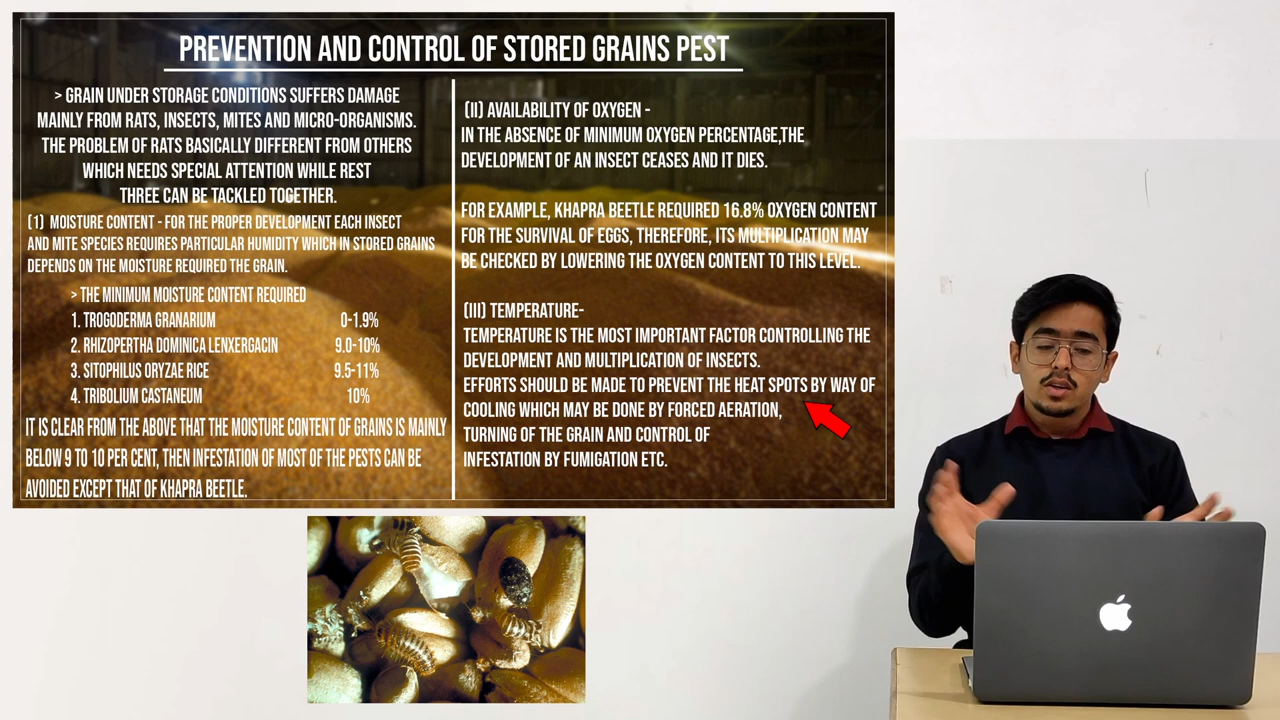 PREVENTION AND CONTROL OF STORED GRAINS PEST
> GRAIN UNDER STORAGE CONDITIONS SUFFERS DAMAGE
MAINLY FROM RATS, INSECTS, MITES AND MICRO-ORGANISMS.
THE PROBLEM OF RATS BASICALLY DIFFERENT FROM OTHERS
WHICH NEEDS SPECIAL ATTENTION WHILE REST
THREE CAN BE TACKLED TOGETHER.
(1) MOISTURE CONTENT - FOR THE PROPER DEVELOPMENT EACH INSECT
AND MITE SPECIES REQUIRES PARTICULAR HUMIDITY WHICH IN STORED GRAINS
DEPENDS ON THE MOISTURE REQUIRED THE GRAIN.
> THE MINIMUM MOISTURE CONTENT REQUIRED
1. TROGODERMA GRANARIUM 0-1.9%
2. RHIZOPERTHA DOMINICA LENXERGACIN 9.0-10%
3. SITOPHILUS ORYZAE RICE 9.5-11%
4. TRIBOLIUM CASTANEUM 10%
IT IS CLEAR FROM THE ABOVE THAT THE MOISTURE CONTENT OF GRAINS IS MAINLY
BELOW 9 TO 10 PER CENT, THEN INFESTATION OF MOST OF THE PESTS CAN BE
AVOIDED EXCEPT THAT OF KHAPRA BEETLE.
(II) AVAILABILITY OF OXYGEN -
IN THE ABSENCE OF MINIMUM OXYGEN PERCENTAGE,THE
DEVELOPMENT OF AN INSECT CEASES AND IT DIES.
FOR EXAMPLE, KHAPRA BEETLE REQUIRED 16.8% OXYGEN CONTENT
FOR THE SURVIVAL OF EGGS, THEREFORE, ITS MULTIPLICATION MAY
BE CHECKED BY LOWERING THE OXYGEN CONTENT TO THIS LEVEL.
(III) TEMPERATURE-
TEMPERATURE IS THE MOST IMPORTANT FACTOR CONTROLLING THE
DEVELOPMENT AND MULTIPLICATION OF INSECTS.
EFFORTS SHOULD BE MADE TO PREVENT THE HEAT SPOTS BY WAY OF
COOLING WHICH MAY BE DONE BY FORCED AERATION,
TURNING OF THE GRAIN AND CONTROL OF
INFESTATION BY FUMIGATION ETC.